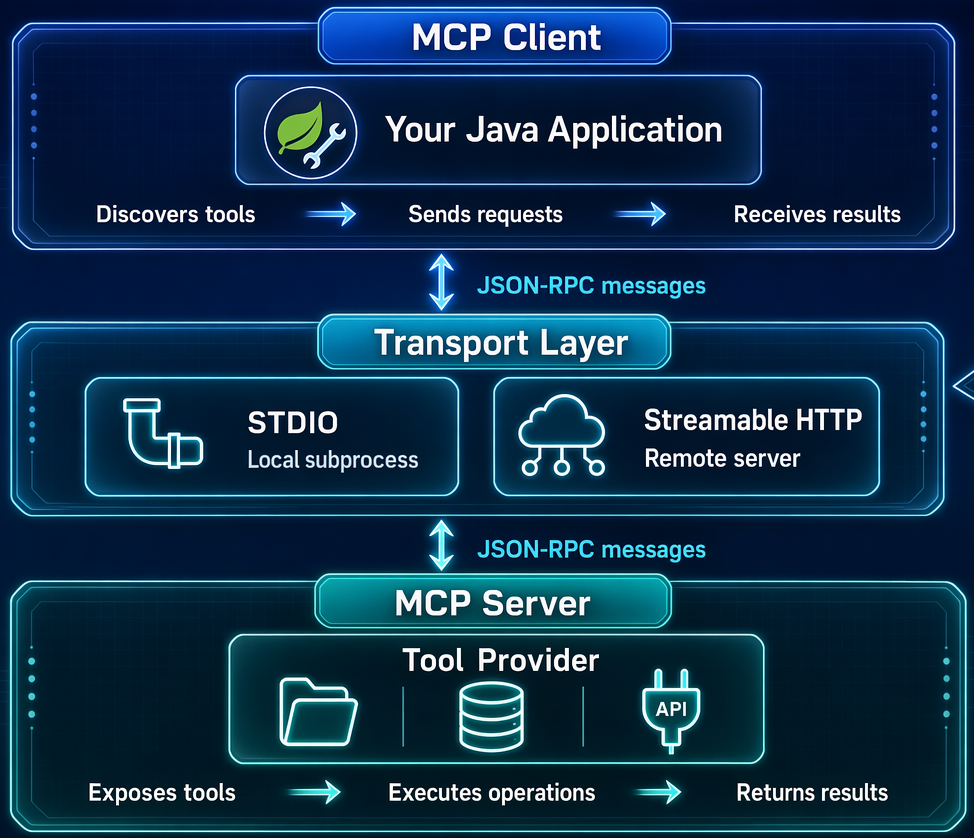 MCP Client
Your Java Application
Discovers tools
Sends requests
Receives results
JSON-RPC messages
Transport Layer
STDIO
Local subprocess
Streamable HTTP
Remote server
JSON-RPC messages
MCP Server
Tool Provider
API
Exposes tools
Executes operations
Returns results